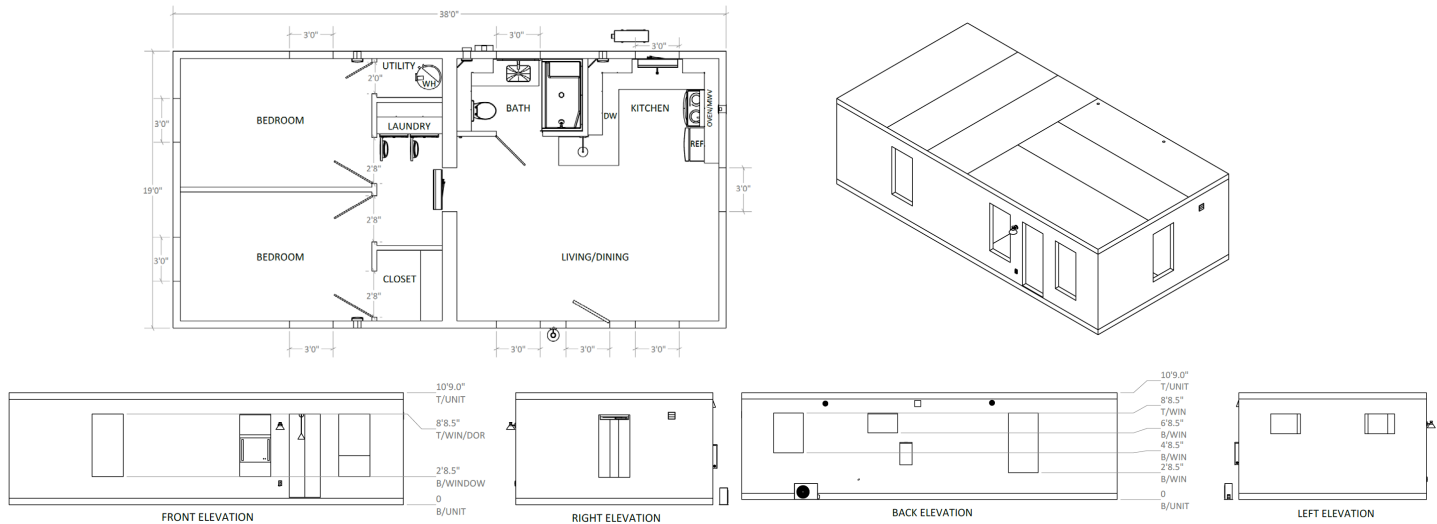 38'0"
3'0"
3'0"
3'0"
UTILITY
2'0"
WH
BATH
KITCHEN
OVEN/MWV
3'0"
BEDROOM
LAUNDRY
DW
REF
2'8"
19'0"
3'0"
2'8"
3'0"
BEDROOM
LIVING/DINING
CLOSET
2'8"
3'0"
3'0"
3'0"
3'0"
10'9.0"
T/UNIT
8'8.5"
T/WIN/DOR
2'8.5"
B/WINDOW
0
B/UNIT
FRONT ELEVATION
RIGHT ELEVATION
10'9.0"
T/UNIT
8'8.5"
T/WIN
6'8.5"
B/WIN
4'8.5"
B/WIN
2'8.5"
B/WIN
0
B/UNIT
BACK ELEVATION
LEFT ELEVATION